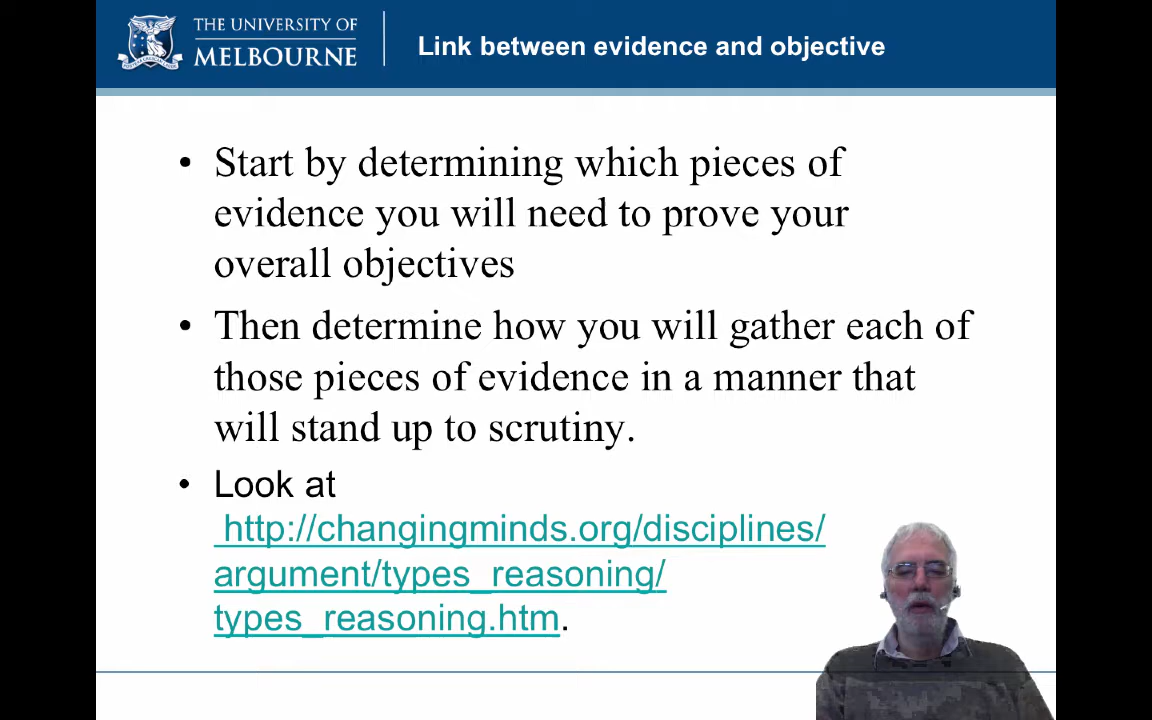 THE UNIVERSITY OF
MELBOURNE
Link between evidence and objective
• Start by determining which pieces of
evidence you will need to prove your
overall objectives
• Then determine how you will gather each of
those pieces of evidence in a manner that
will stand up to scrutiny.
• Look at
http://changingminds.org/disciplines/
argument/types_reasoning/
types_reasoning.htm.